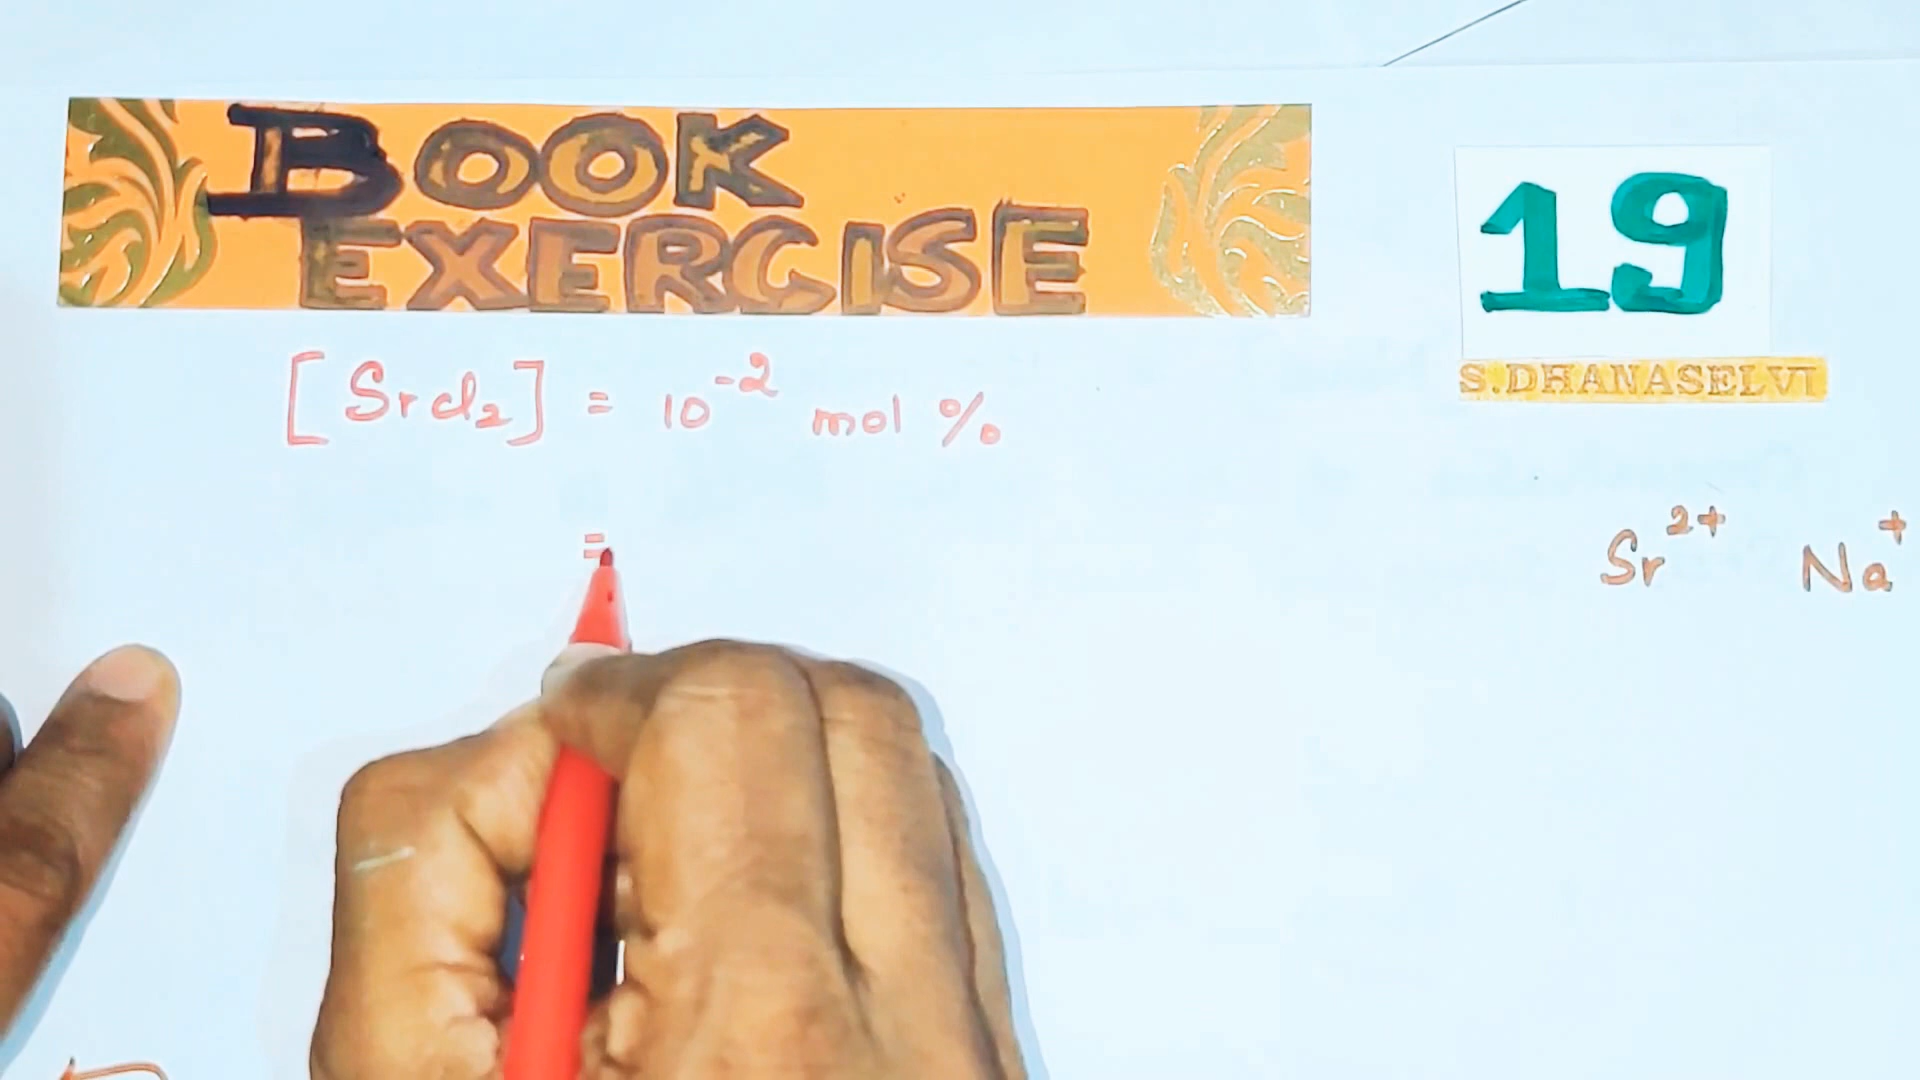 BOOK
EXERCISE
19
S.DHANASELVI
[SrCl₂] = 10⁻² mol %
=
Sr²⁺ Na⁺